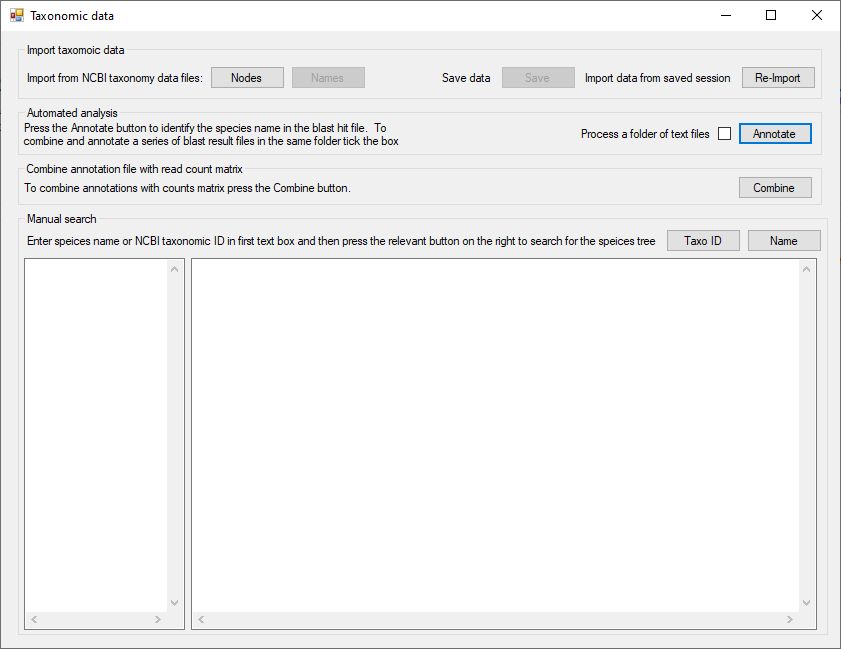 Taxonomic data
Import taxomoic data
Import from NCBI taxonomy data files: Nodes Names Save data Save Import data from saved session Re-Import
Automated analysis
Press the Annotate button to identify the species name in the blast hit file. To
combine and annotate a series of blast result files in the same folder tick the box
Process a folder of text files Annotate
Combine annotation file with read count matrix
To combine annotations with counts matrix press the Combine button. Combine
Manual search
Enter speices name or NCBI taxonomic ID in first text box and then press the relevant button on the right to search for the speices tree Taxo ID Name